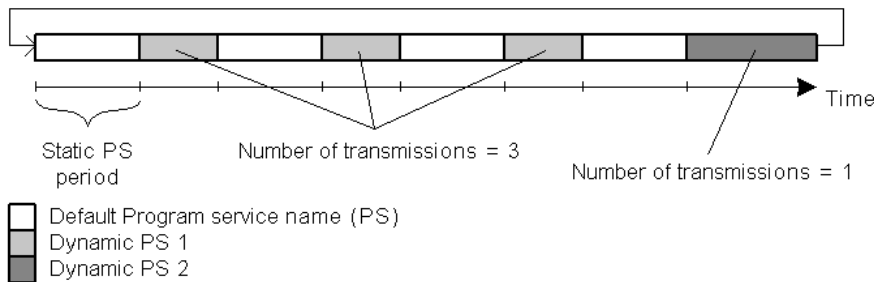 Time
Static PS
period
Number of transmissions = 3
Number of transmissions = 1
Default Program service name (PS)
Dynamic PS 1
Dynamic PS 2